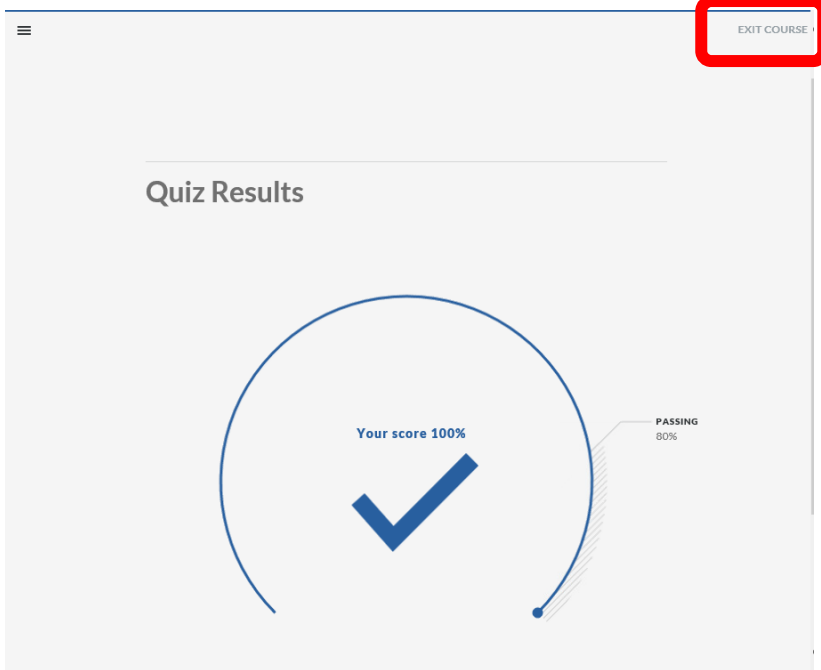 EXIT COURSE
Quiz Results
Your score 100%
PASSING
80%